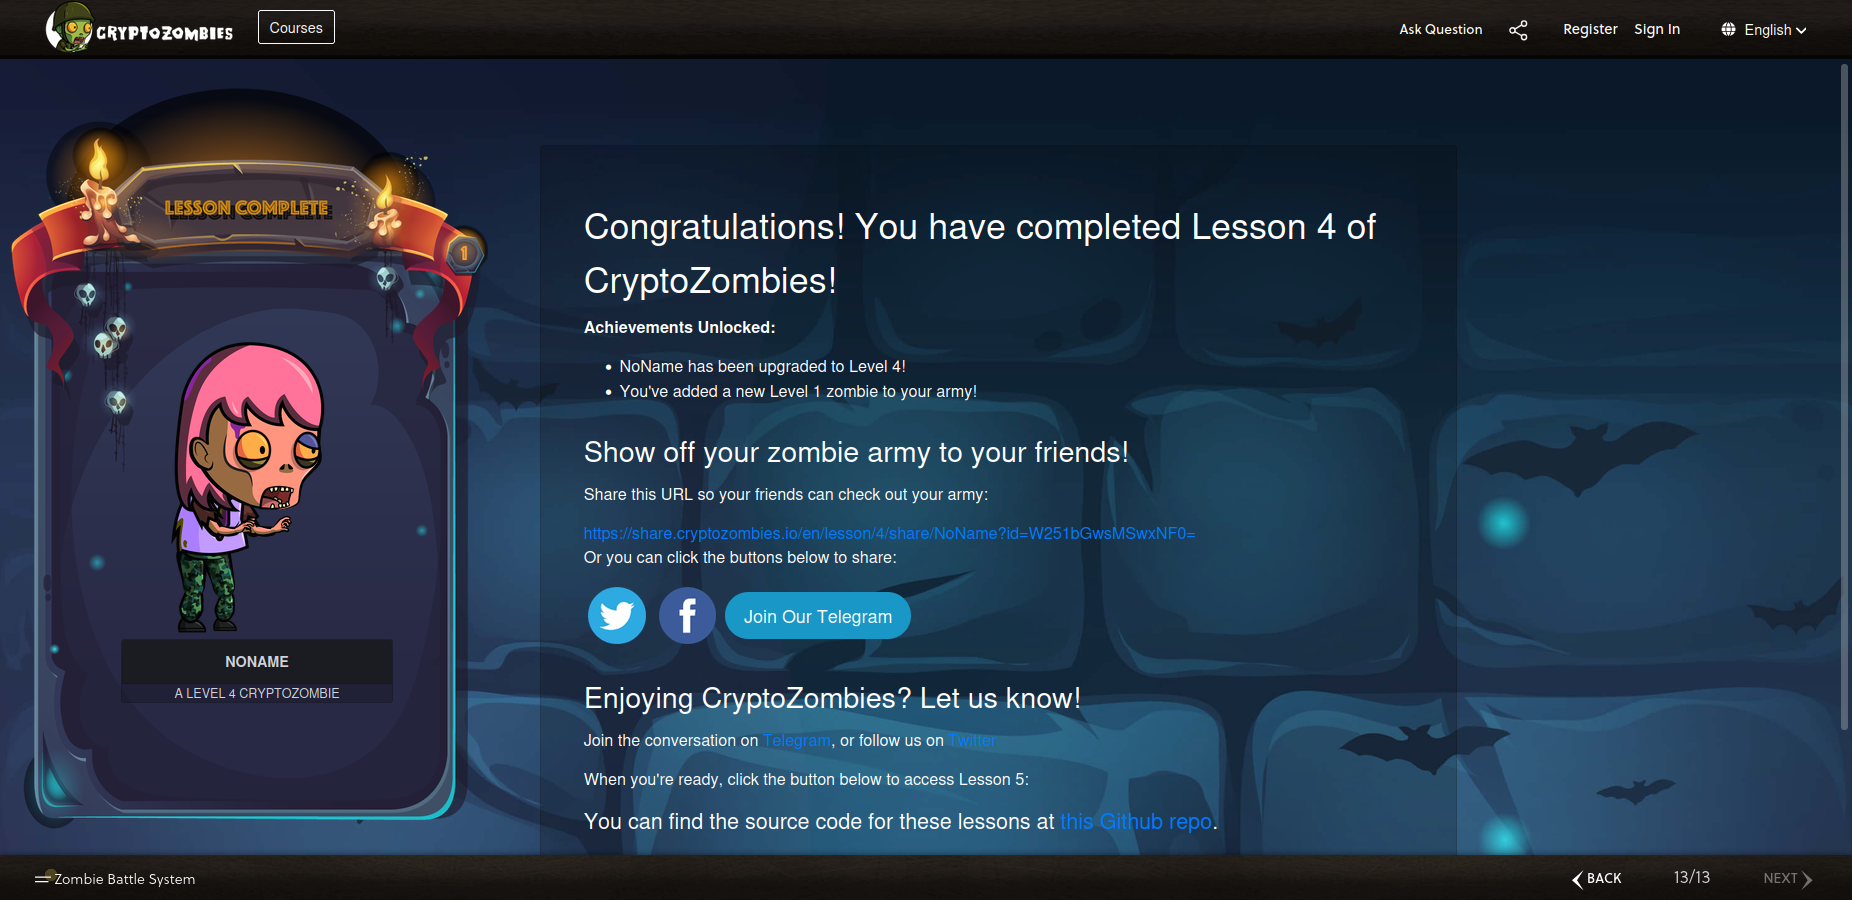 CRYPTOZOMBIES
Courses
Ask Question
Register
Sign In
English
LESSON COMPLETE
1
NONAME
A LEVEL 4 CRYPTOZOMBIE
Congratulations! You have completed Lesson 4 of
CryptoZombies!
Achievements Unlocked:
• NoName has been upgraded to Level 4!
• You've added a new Level 1 zombie to your army!
Show off your zombie army to your friends!
Share this URL so your friends can check out your army:
https://share.cryptozombies.io/en/lesson/4/share/NoName?id=W251bGwsMSwxNF0=
Or you can click the buttons below to share:
Join Our Telegram
Enjoying CryptoZombies? Let us know!
Join the conversation on Telegram, or follow us on Twitter
When you're ready, click the button below to access Lesson 5:
You can find the source code for these lessons at this Github repo.
Zombie Battle System
BACK
13/13
NEXT